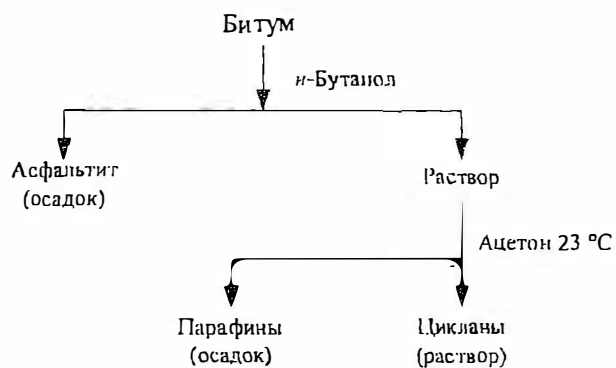 Битум
н-Бутанол
Асфальтит
(осадок)
Раствор
Ацетон 23 °C
Парафины
(осадок)
Цикланы
(раствор)